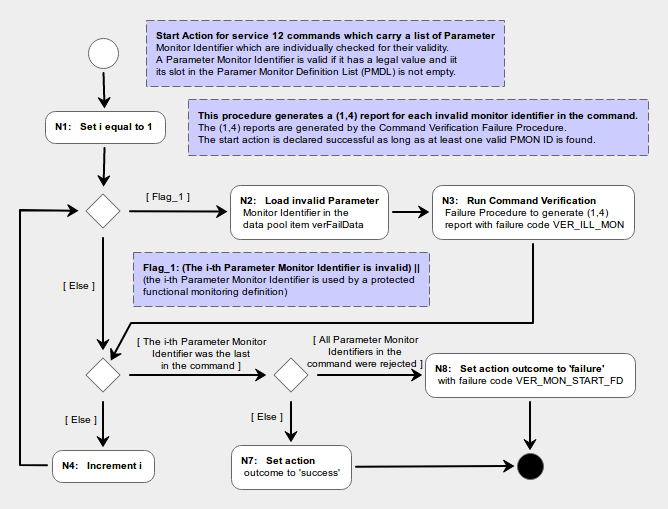 Start Action for service 12 commands which carry a list of Parameter
Monitor Identifier which are individually checked for their validity.
A Parameter Monitor Identifier is valid if it has a legal value and iit
its slot in the Paramer Monitor Definition List (PMDL) is not empty.
This procedure generates a (1,4) report for each invalid monitor identifier in the command.
The (1,4) reports are generated by the Command Verification Failure Procedure.
The start action is declared successful as long as at least one valid PMON ID is found.
N1: Set i equal to 1
[ Flag_1 ]
N2: Load invalid Parameter
Monitor Identifier in the
data pool item verFailData
N3: Run Command Verification
Failure Procedure to generate (1,4)
report with failure code VER_ILL_MON
[ Else ]
Flag_1: (The i-th Parameter Monitor Identifier is invalid) ||
(the i-th Parameter Monitor Identifier is used by a protected
functional monitoring definition)
[ The i-th Parameter Monitor
Identifier was the last
in the command ]
[ All Parameter Monitor
Identifiers in the
command were rejected ]
N8: Set action outcome to 'failure'
with failure code VER_MON_START_FD
[ Else ]
[ Else ]
N4: Increment i
N7: Set action
outcome to 'success'